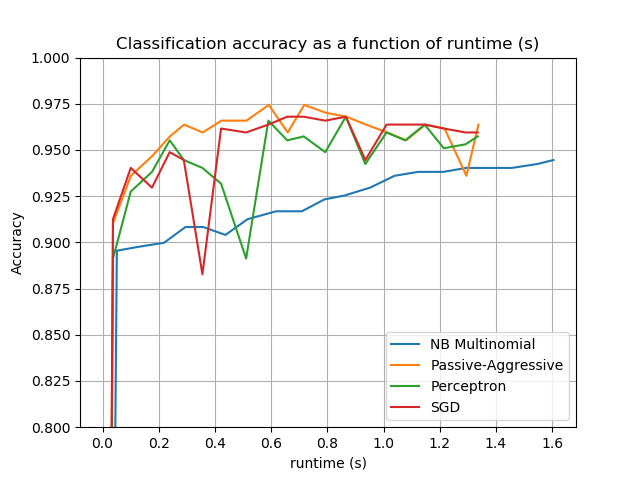 Classification accuracy as a function of runtime (s)
1.000
0.975
0.950
0.925
0.900
0.875
0.850
0.825
0.800
Accuracy
NB Multinomial
Passive-Aggressive
Perceptron
SGD
0.0 0.2 0.4 0.6 0.8 1.0 1.2 1.4 1.6
runtime (s)